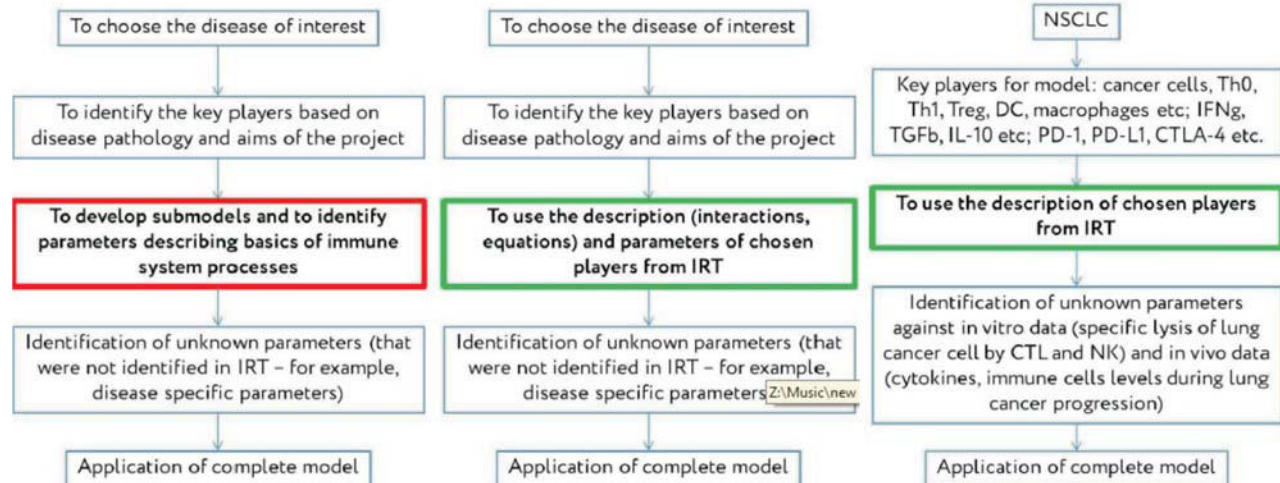 To choose the disease of interest
To identify the key players based on
disease pathology and aims of the project
To develop submodels and to identify
parameters describing basics of immune
system processes
Identification of unknown parameters (that
were not identified in IRT – for example,
disease specific parameters)
Application of complete model
To choose the disease of interest
To identify the key players based on
disease pathology and aims of the project
To use the description (interactions,
equations) and parameters of chosen
players from IRT
Identification of unknown parameters (that
were not identified in IRT – for example,
disease specific parameters
Z:\Music\new
Application of complete model
NSCLC
Key players for model: cancer cells, Th0,
Th1, Treg, DC, macrophages etc; IFNg,
TGFb, IL-10 etc; PD-1, PD-L1, CTLA-4 etc.
To use the description of chosen players
from IRT
Identification of unknown parameters
against in vitro data (specific lysis of lung
cancer cell by CTL and NK) and in vivo data
(cytokines, immune cells levels during lung
cancer progression)
Application of complete model